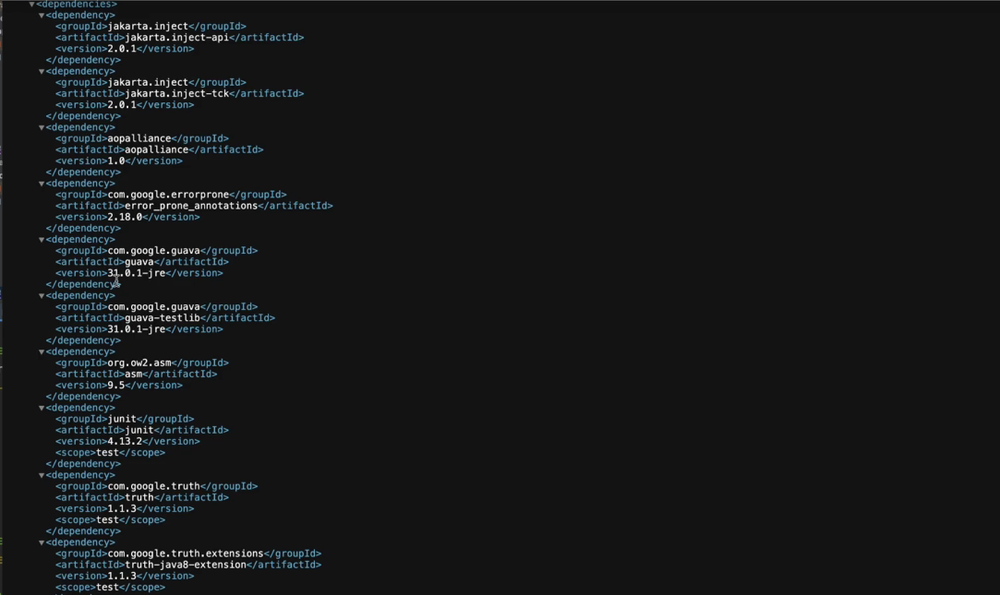 ▼<dependencies>
▼<dependency>
<groupId>jakarta.inject</groupId>
<artifactId>jakarta.inject-api</artifactId>
<version>2.0.1</version>
</dependency>
▼<dependency>
<groupId>jakarta.inject</groupId>
<artifactId>jakarta.inject-tck</artifactId>
<version>2.0.1</version>
</dependency>
▼<dependency>
<groupId>aopalliance</groupId>
<artifactId>aopalliance</artifactId>
<version>1.0</version>
</dependency>
▼<dependency>
<groupId>com.google.errorprone</groupId>
<artifactId>error_prone_annotations</artifactId>
<version>2.18.0</version>
</dependency>
▼<dependency>
<groupId>com.google.guava</groupId>
<artifactId>guava</artifactId>
<version>31.0.1-jre</version>
</dependency>
▼<dependency>
<groupId>com.google.guava</groupId>
<artifactId>guava-testlib</artifactId>
<version>31.0.1-jre</version>
</dependency>
▼<dependency>
<groupId>org.ow2.asm</groupId>
<artifactId>asm</artifactId>
<version>9.5</version>
</dependency>
▼<dependency>
<groupId>junit</groupId>
<artifactId>junit</artifactId>
<version>4.13.2</version>
<scope>test</scope>
</dependency>
▼<dependency>
<groupId>com.google.truth</groupId>
<artifactId>truth</artifactId>
<version>1.1.3</version>
<scope>test</scope>
</dependency>
▼<dependency>
<groupId>com.google.truth.extensions</groupId>
<artifactId>truth-java8-extension</artifactId>
<version>1.1.3</version>
<scope>test</scope>